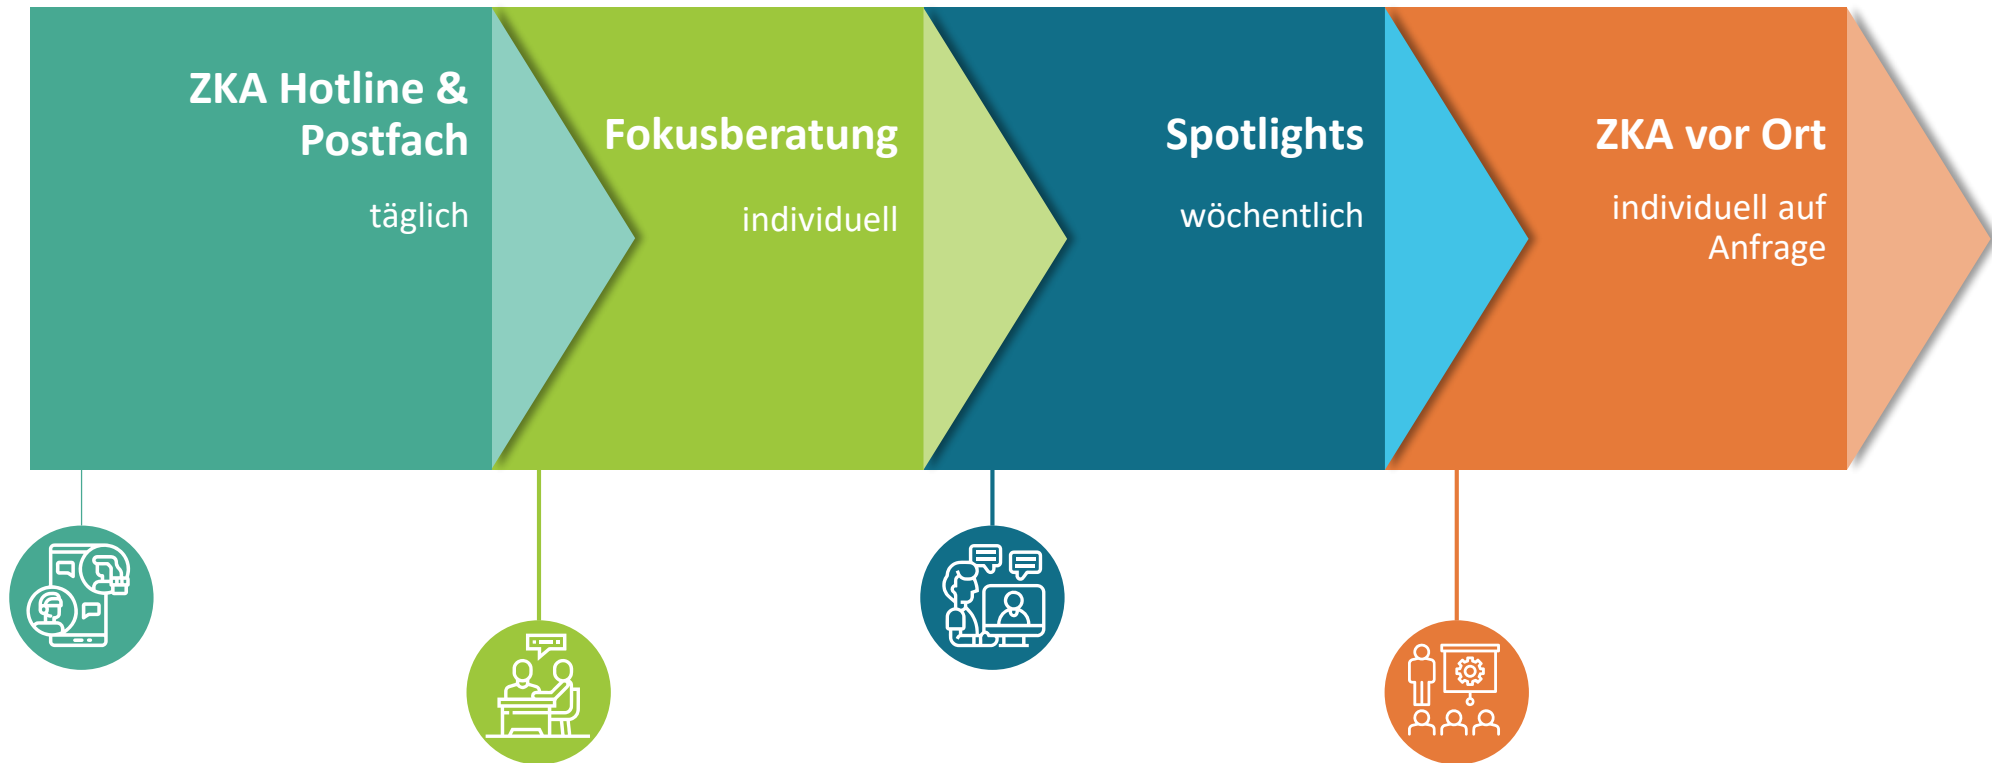 ZKA Hotline &
Postfach
täglich
Fokusberatung
individuell
Spotlights
wöchentlich
ZKA vor Ort
individuell auf
Anfrage